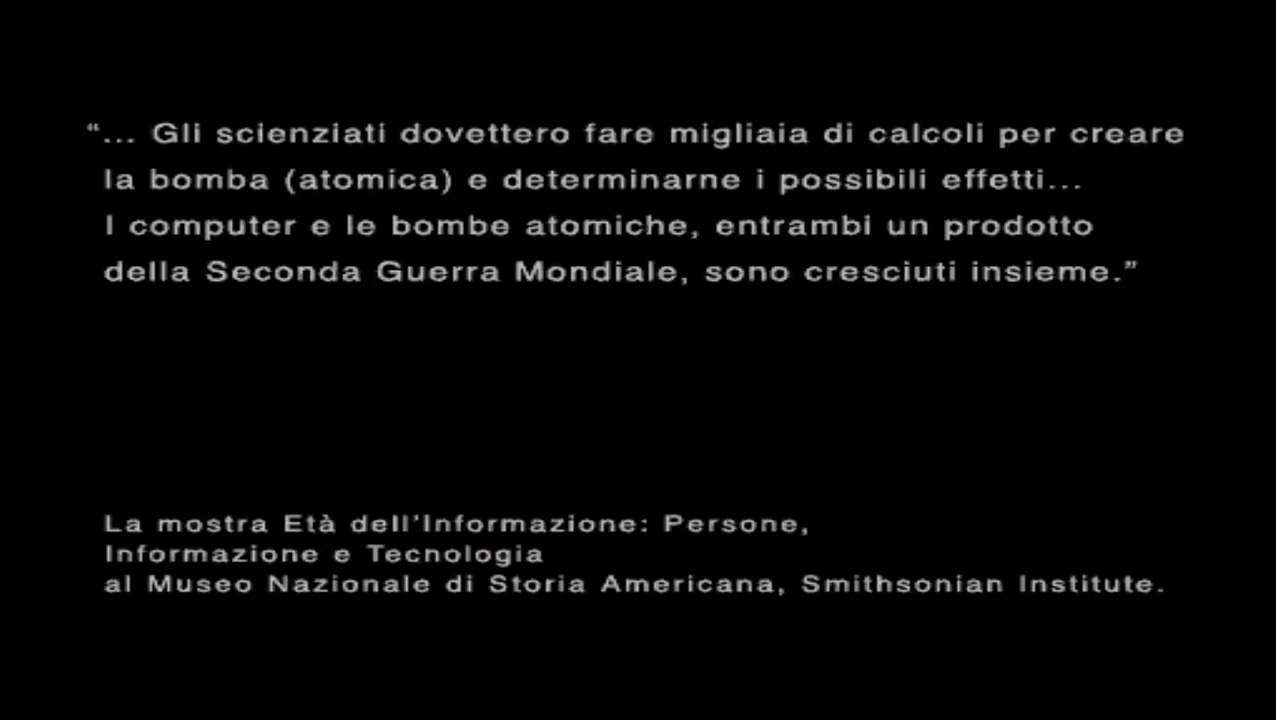 “... Gli scienziati dovettero fare migliaia di calcoli per creare
la bomba (atomica) e determinarne i possibili effetti...
I computer e le bombe atomiche, entrambi un prodotto
della Seconda Guerra Mondiale, sono cresciuti insieme.”
La mostra Età dell’Informazione: Persone,
Informazione e Tecnologia
al Museo Nazionale di Storia Americana, Smithsonian Institute.